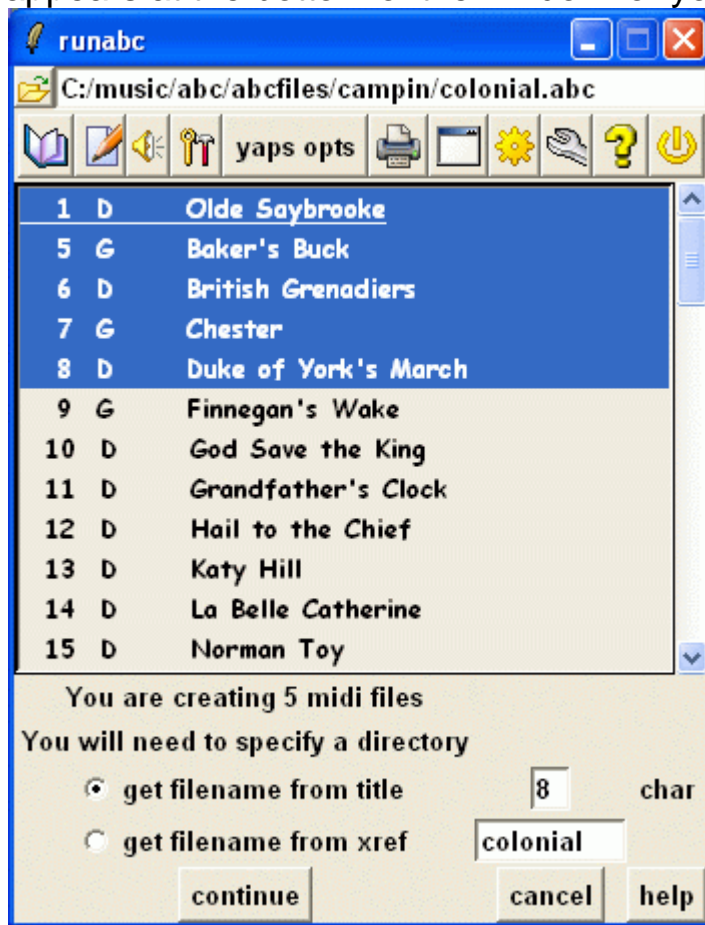 runabc
C:/music/abc/abcfiles/campin/colonial.abc
yaps opts
1 D Olde Saybrooke
5 G Baker's Buck
6 D British Grenadiers
7 G Chester
8 D Duke of York's March
9 G Finnegan's Wake
10 D God Save the King
11 D Grandfather's Clock
12 D Hail to the Chief
13 D Katy Hill
14 D La Belle Catherine
15 D Norman Toy
You are creating 5 midi files
You will need to specify a directory
get filename from title 8 char
get filename from xref colonial
continue cancel help